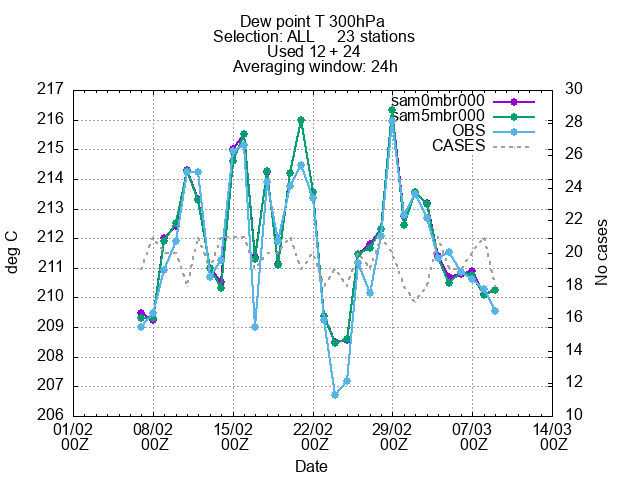 Dew point T 300hPa
Selection: ALL 23 stations
Used 12 + 24
Averaging window: 24h
217 30
sam0mbr000
216 28
sam5mbr000
OBS
215 26
CASES
214 24
213 22
212 20
211 18
210 16
209 14
208 12
207 10
206
deg C
No cases
01/02 08/02 15/02 22/02 29/02 07/03 14/03
00Z 00Z 00Z 00Z 00Z 00Z 00Z
Date